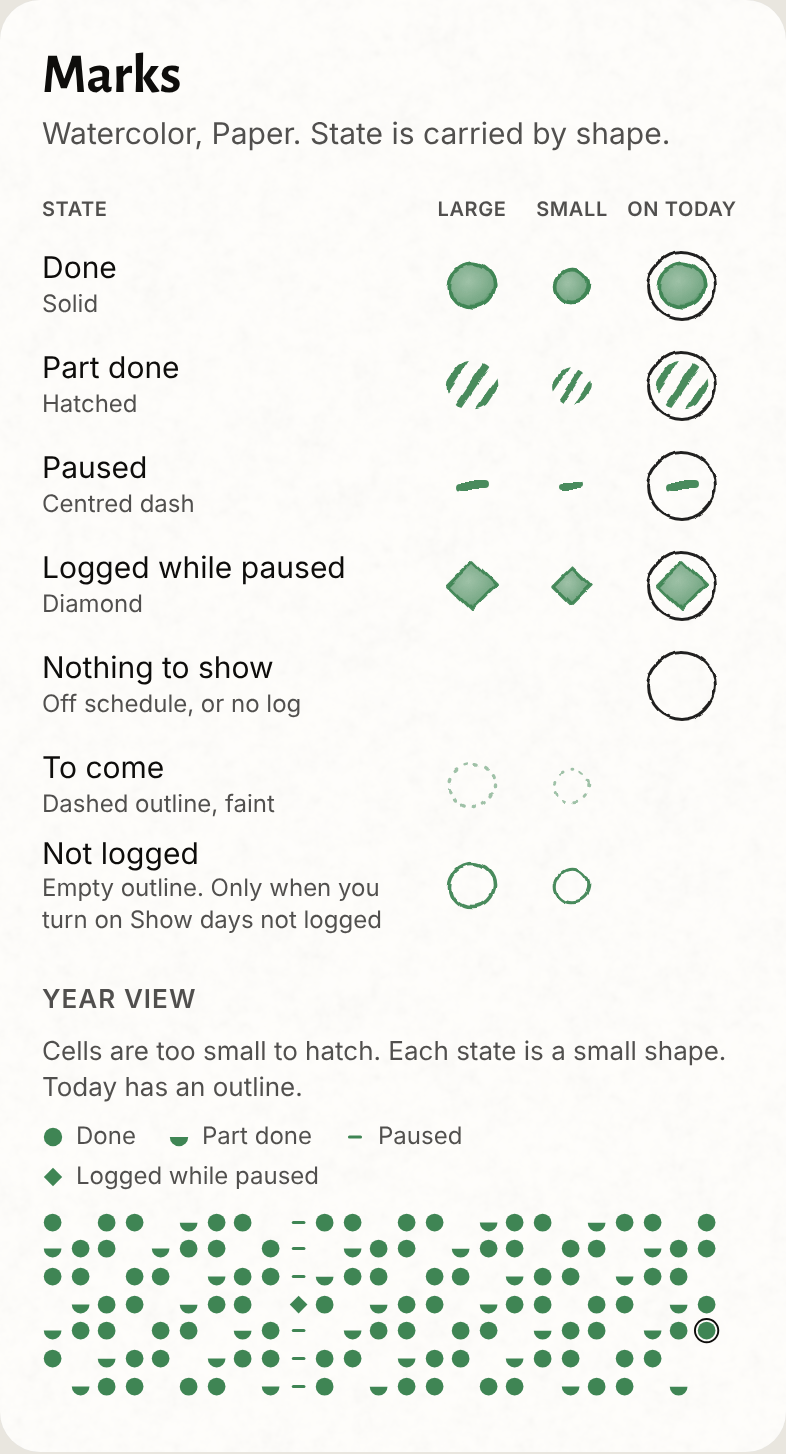 Marks
Watercolor, Paper. State is carried by shape.
STATE LARGE SMALL ON TODAY
Done
Solid
Part done
Hatched
Paused
Centred dash
Logged while paused
Diamond
Nothing to show
Off schedule, or no log
To come
Dashed outline, faint
Not logged
Empty outline. Only when you
turn on Show days not logged
YEAR VIEW
Cells are too small to hatch. Each state is a small shape.
Today has an outline.
Done Part done Paused
Logged while paused